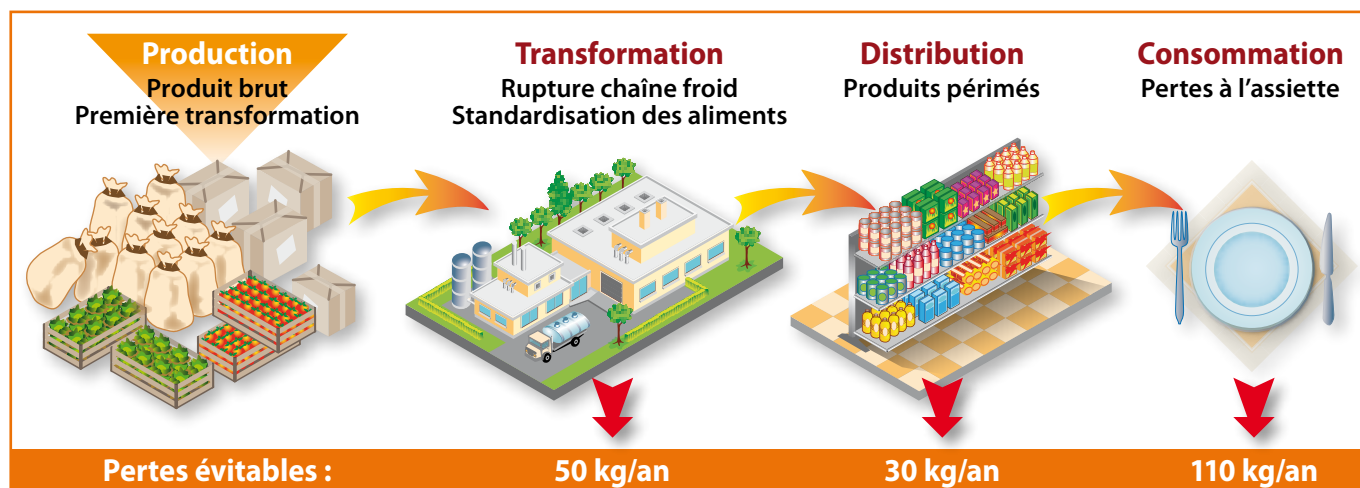 Production
Produit brut
Première transformation
Transformation
Rupture chaîne froid
Standardisation des aliments
Distribution
Produits périmés
Consommation
Pertes à l'assiette
Pertes évitables :
50 kg/an
30 kg/an
110 kg/an